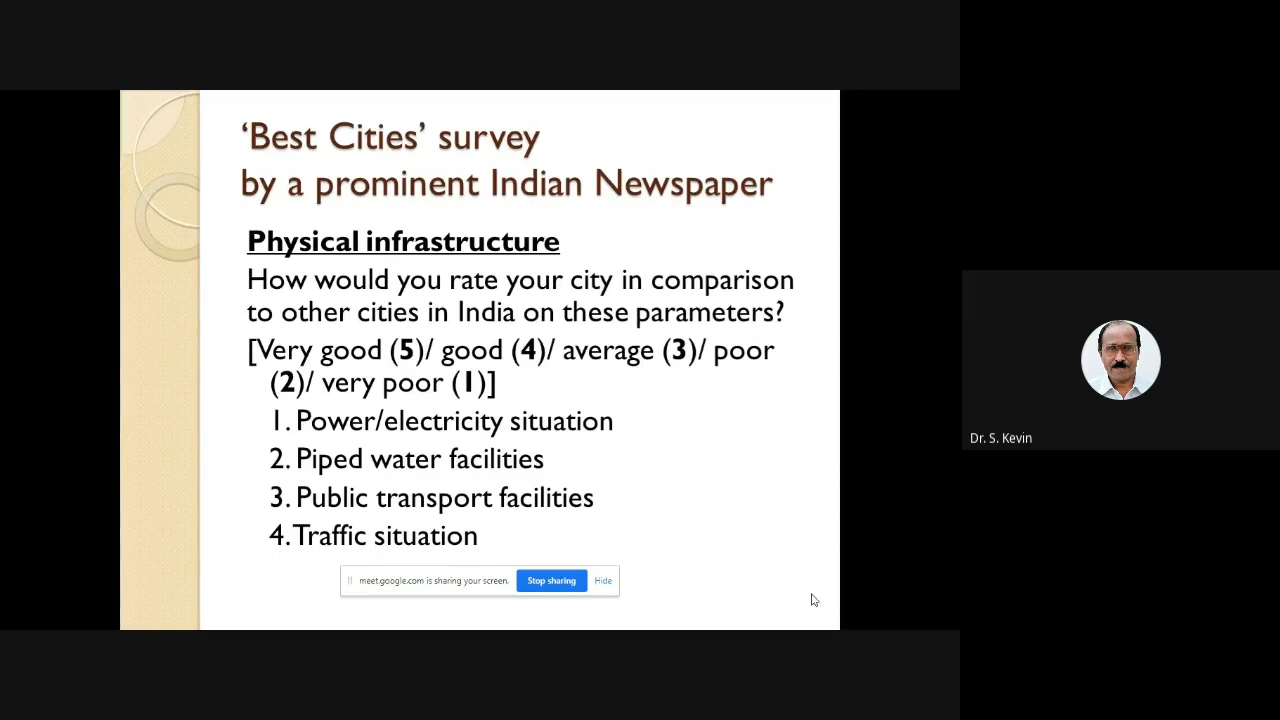 ‘Best Cities’ survey
by a prominent Indian Newspaper
Physical infrastructure
How would you rate your city in comparison
to other cities in India on these parameters?
[Very good (5)/ good (4)/ average (3)/ poor
(2)/ very poor (1)]
1. Power/electricity situation
2. Piped water facilities
3. Public transport facilities
4. Traffic situation
meet.google.com is sharing your screen. Stop sharing Hide
Dr. S. Kevin